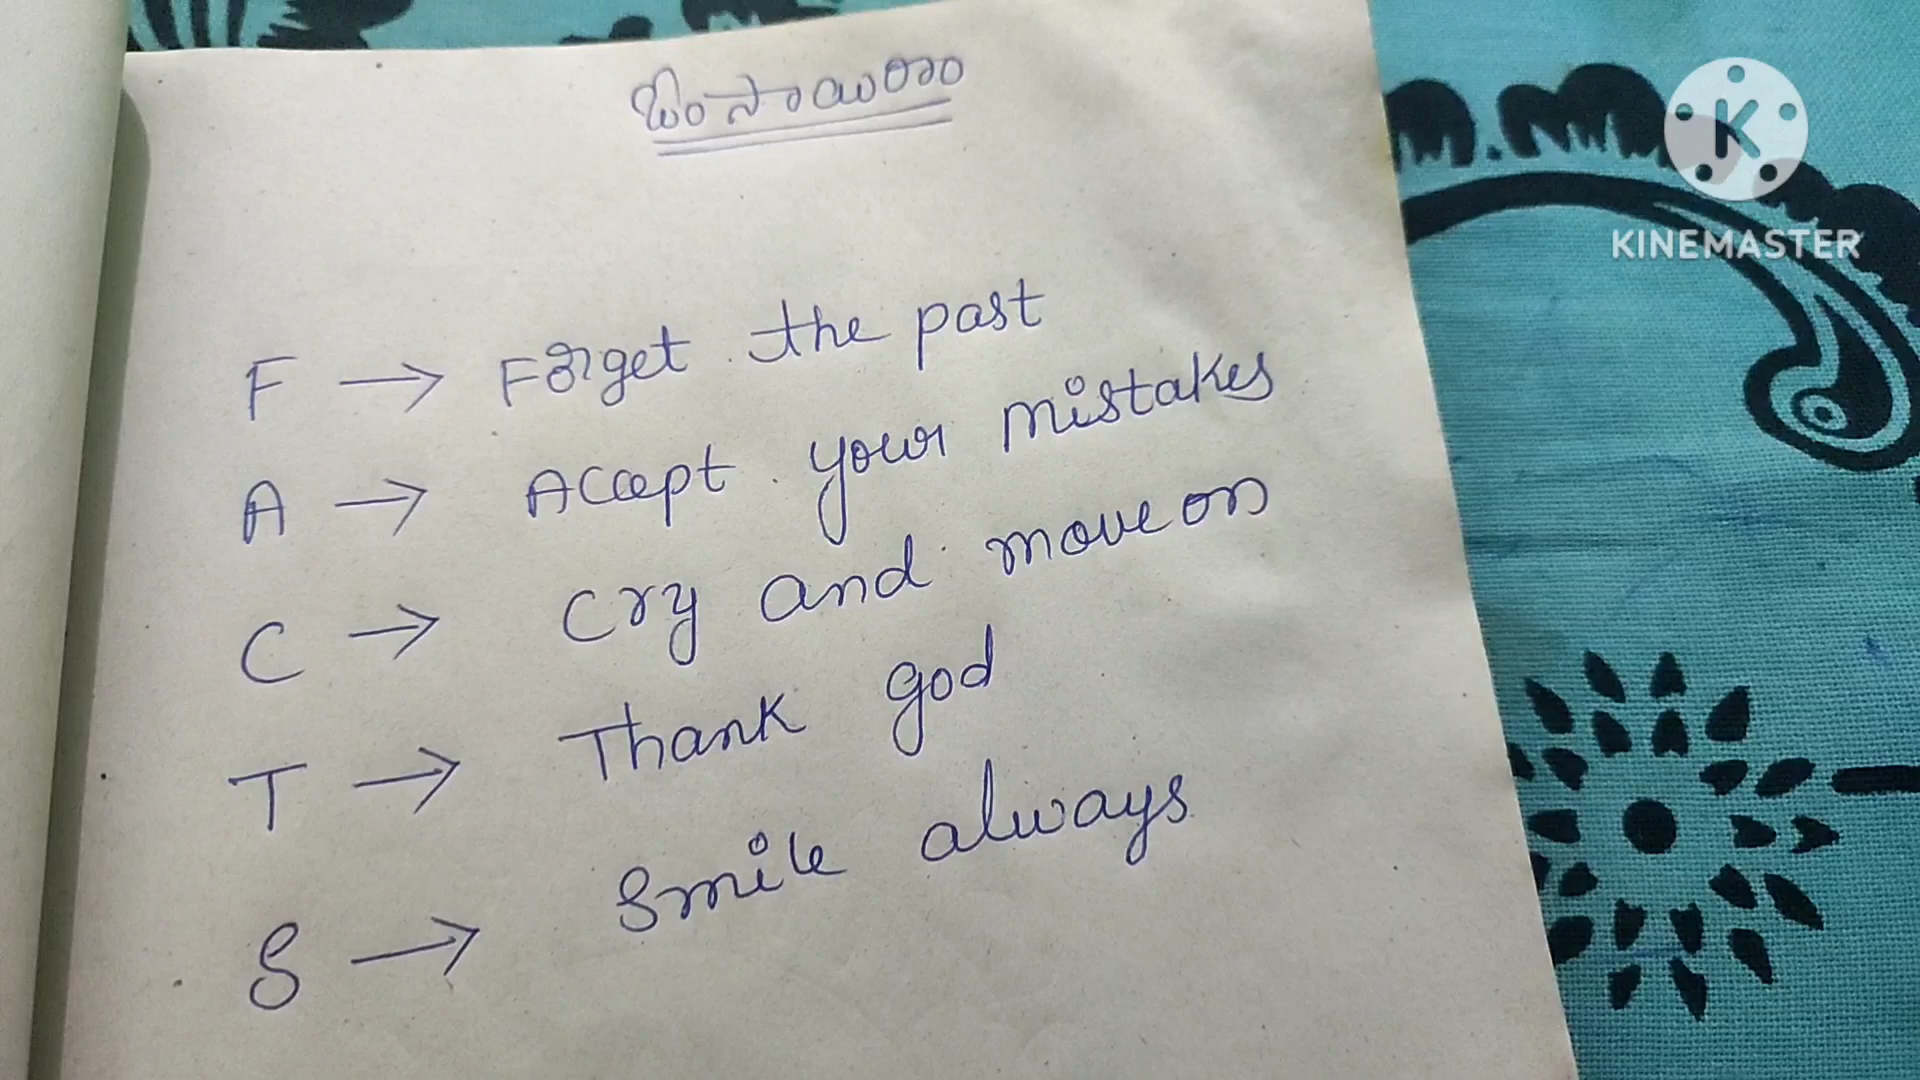 ఓం సాయిరాం
K
KINEMASTER
F → Forget the past
A → Accept your mistakes
C → Cry and move on
T → Thank god
S → Smile always